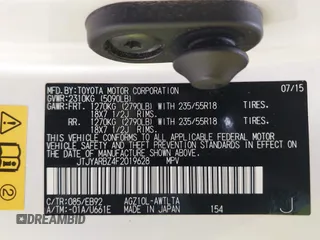 MFD.BY:TOYOTA MOTOR CORPORATION 07/15
GVWR:2310KG (5090LB)
GAWR:FRT. 1270KG (2790LB) WITH 235/55R18 TIRES.
18X7 1/2J RIMS.
RR. 1270KG (2790LB) WITH 235/55R18 TIRES.
18X7 1/2J RIMS.
THIS VEHICLE CONFORMS TO ALL APPLICABLE FEDERAL MOTOR
VEHICLE SAFETY AND THEFT PREVENTION STANDARDS IN EFFECT
ON THE DATE OF MANUFACTURE SHOWN ABOVE.
JTJYARBZ4F2019628 MPV
C/TR:085/EB92 AGZ10L-AWTLTA
A/TM:-01A/U661E MADE IN JAPAN 154 J
DREAMBID